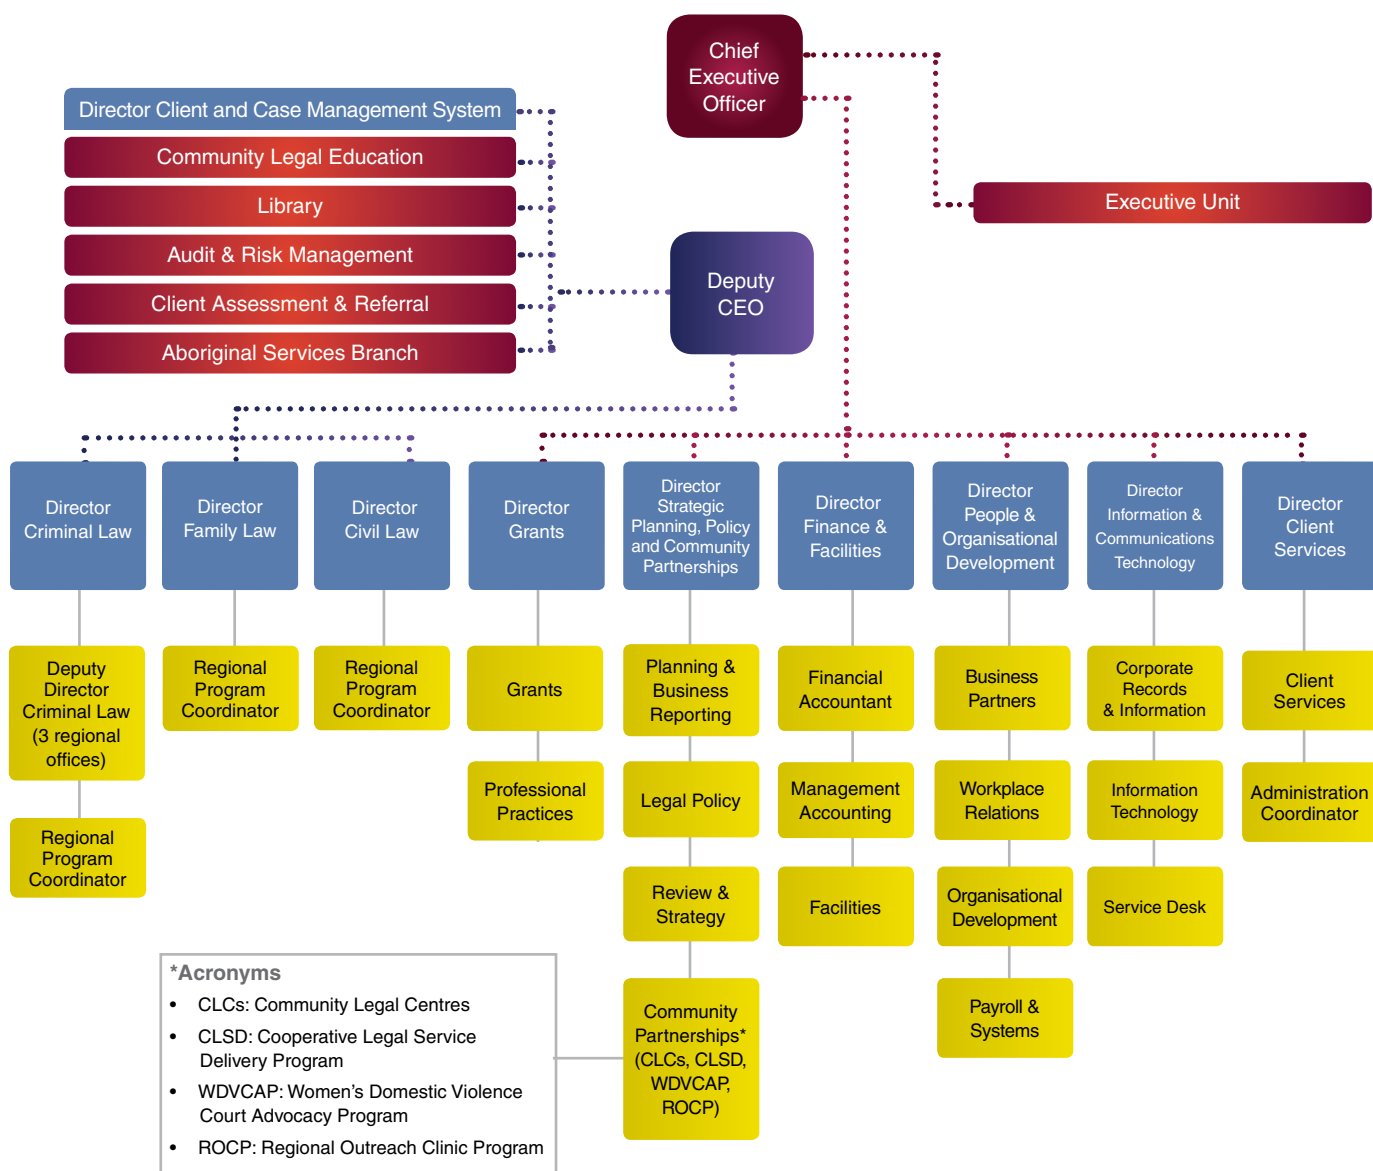 Chief
Executive
Officer
Director Client and Case Management System
Community Legal Education
Library
Audit & Risk Management
Client Assessment & Referral
Aboriginal Services Branch
Executive Unit
Deputy
CEO
Director
Criminal Law
Director
Family Law
Director
Civil Law
Director
Grants
Director
Strategic
Planning, Policy
and Community
Partnerships
Director
Finance &
Facilities
Director
People &
Organisational
Development
Director
Information &
Communications
Technology
Director
Client
Services
Deputy
Director
Criminal Law
(3 regional
offices)
Regional
Program
Coordinator
Regional
Program
Coordinator
Grants
Planning &
Business
Reporting
Financial
Accountant
Business
Partners
Corporate
Records
& Information
Client
Services
Professional
Practices
Legal Policy
Management
Accounting
Workplace
Relations
Information
Technology
Administration
Coordinator
Regional
Program
Coordinator
Review &
Strategy
Facilities
Organisational
Development
Service Desk
Community
Partnerships*
(CLCs, CLSD,
WDVCAP,
ROCP)
Payroll &
Systems
*Acronyms
• CLCs: Community Legal Centres
• CLSD: Cooperative Legal Service
Delivery Program
• WDVCAP: Women's Domestic Violence
Court Advocacy Program
• ROCP: Regional Outreach Clinic Program